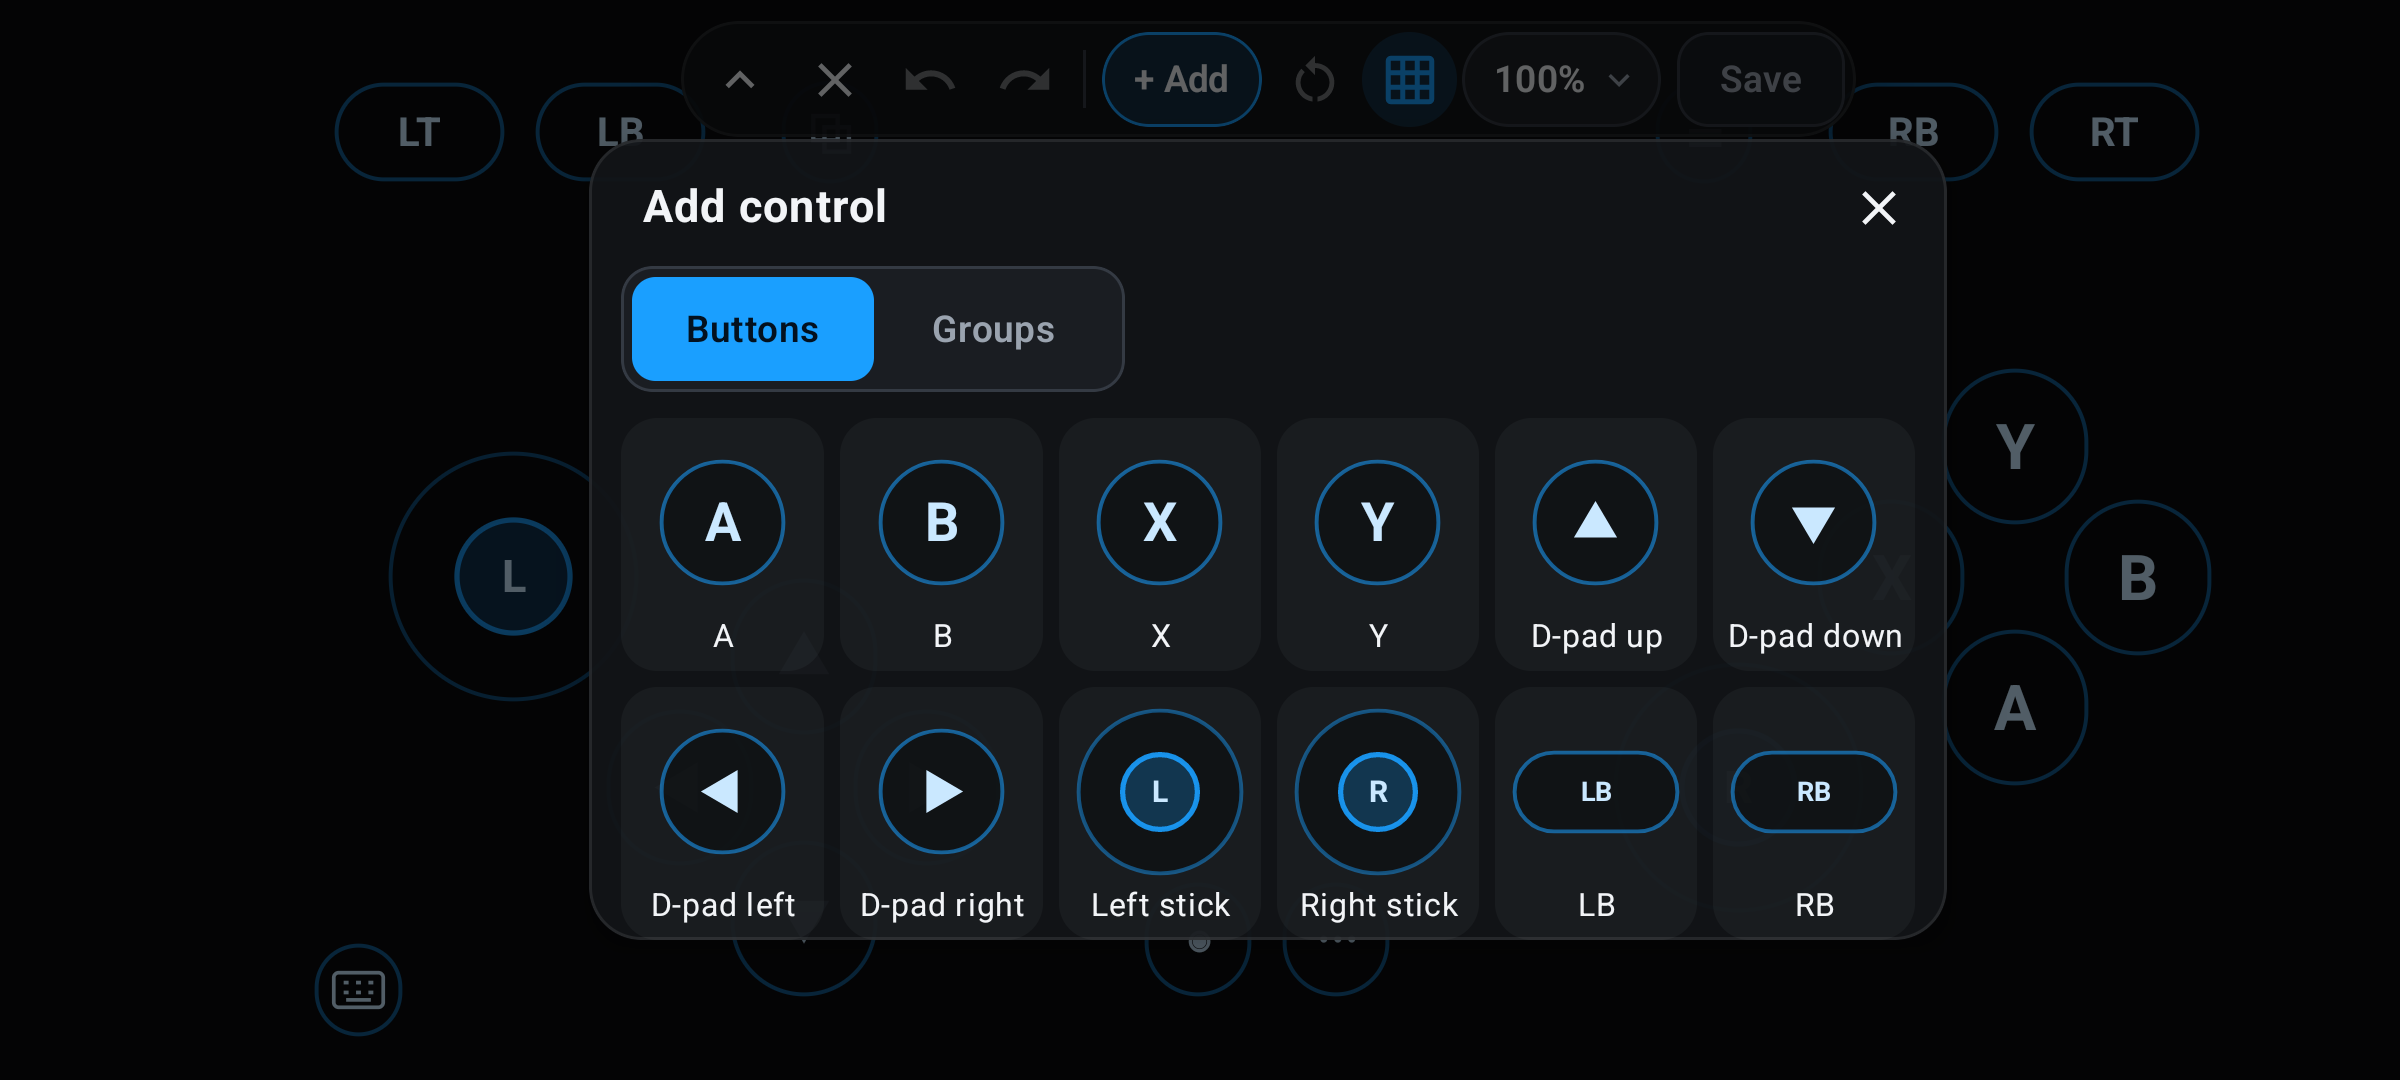 + Add
100%
Save
LT
LB
RB
RT
Add control
Buttons
Groups
A
B
X
Y
A
B
X
Y
D-pad up
D-pad down
L
R
LB
RB
D-pad left
D-pad right
Left stick
Right stick
LB
RB
L
Y
X
B
A